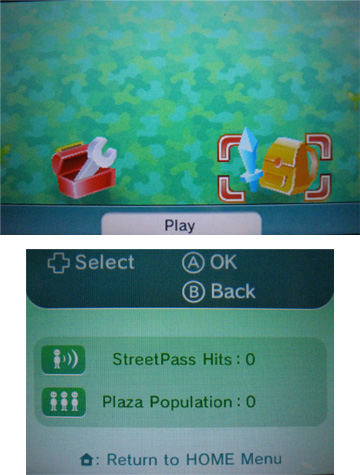 Play
Select
Ⓐ OK
Ⓑ Back
StreetPass Hits : 0
Plaza Population : 0
: Return to HOME Menu